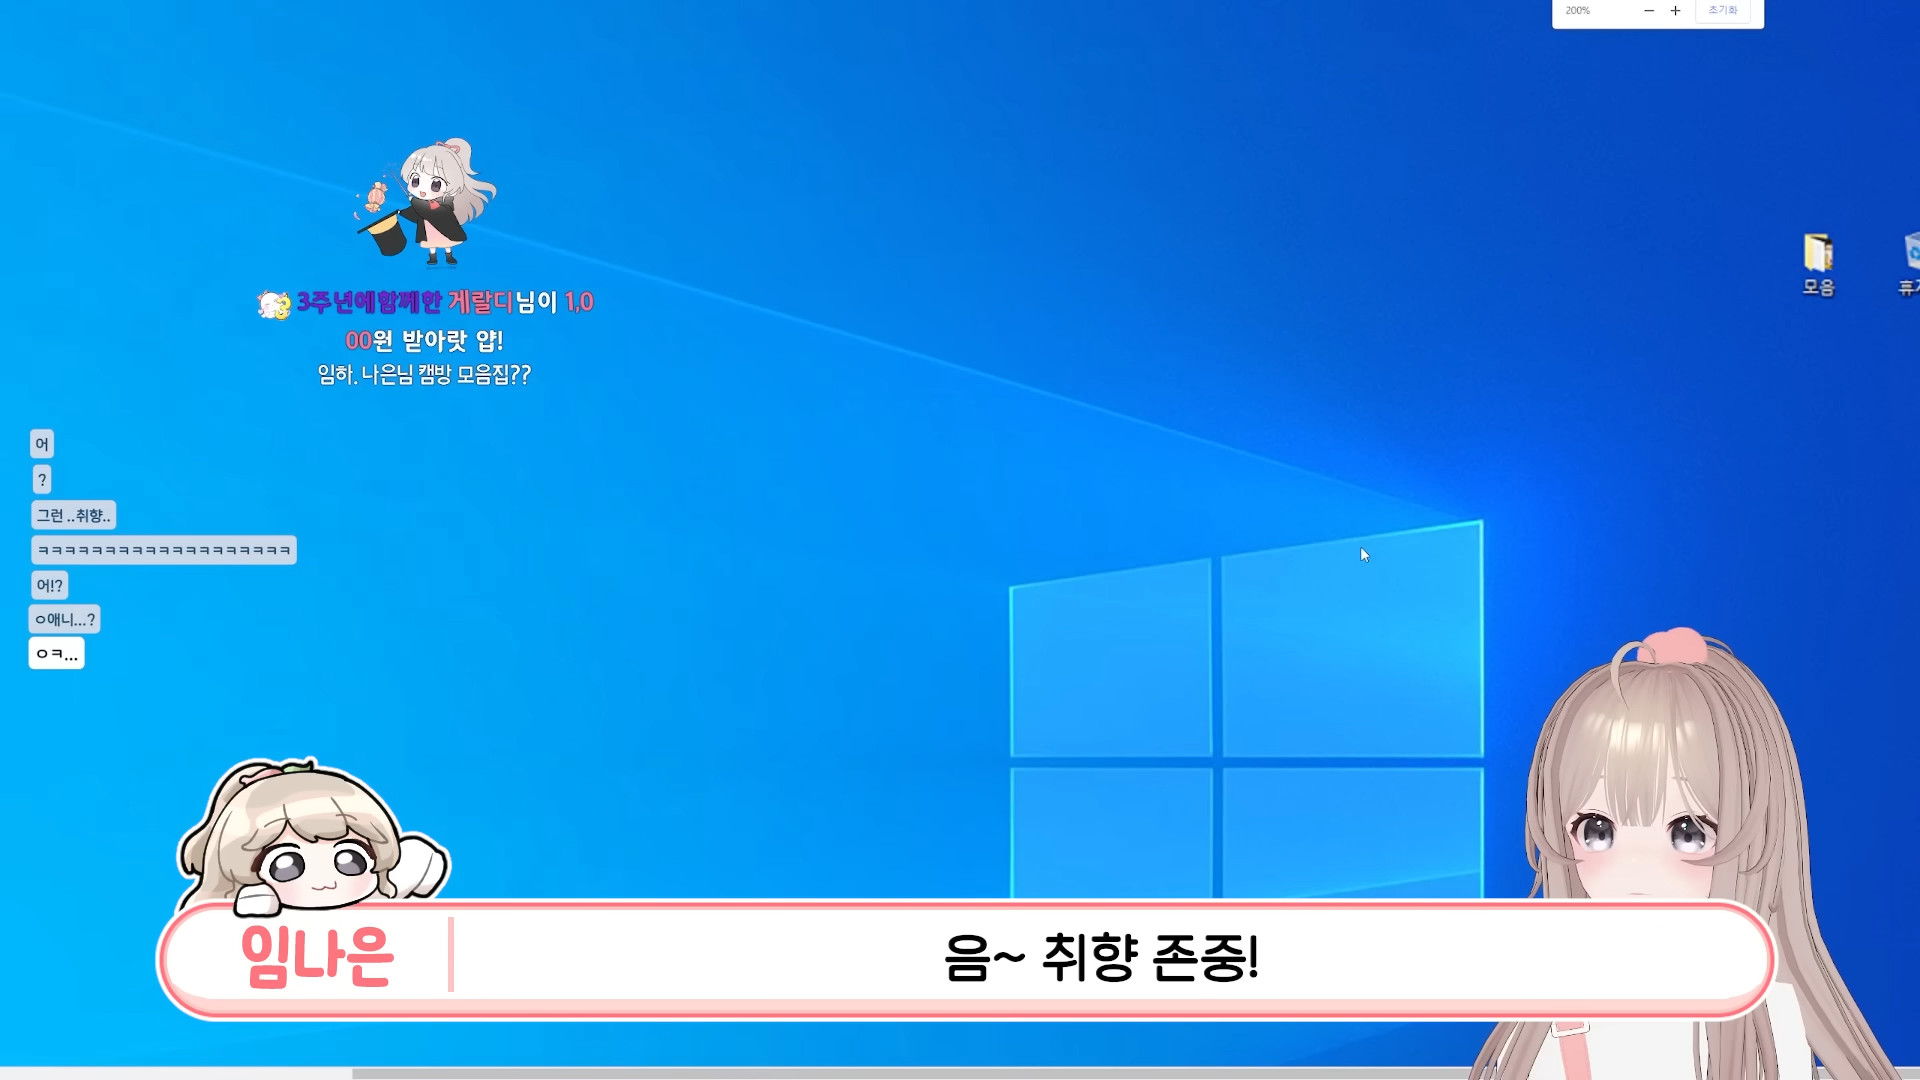 200%
초기화
3주년에함께한 게랄디님이 1,0
00원 받아랏 얍!
임하. 나은님 캠방 모음집??
모음
어
?
그런 ..취향..
ㅋㅋㅋㅋㅋㅋㅋㅋㅋㅋㅋㅋㅋㅋㅋㅋㅋㅋㅋ
어!?
ㅇ애니...?
ㅇㅋ...
임나은
음~ 취향 존중!